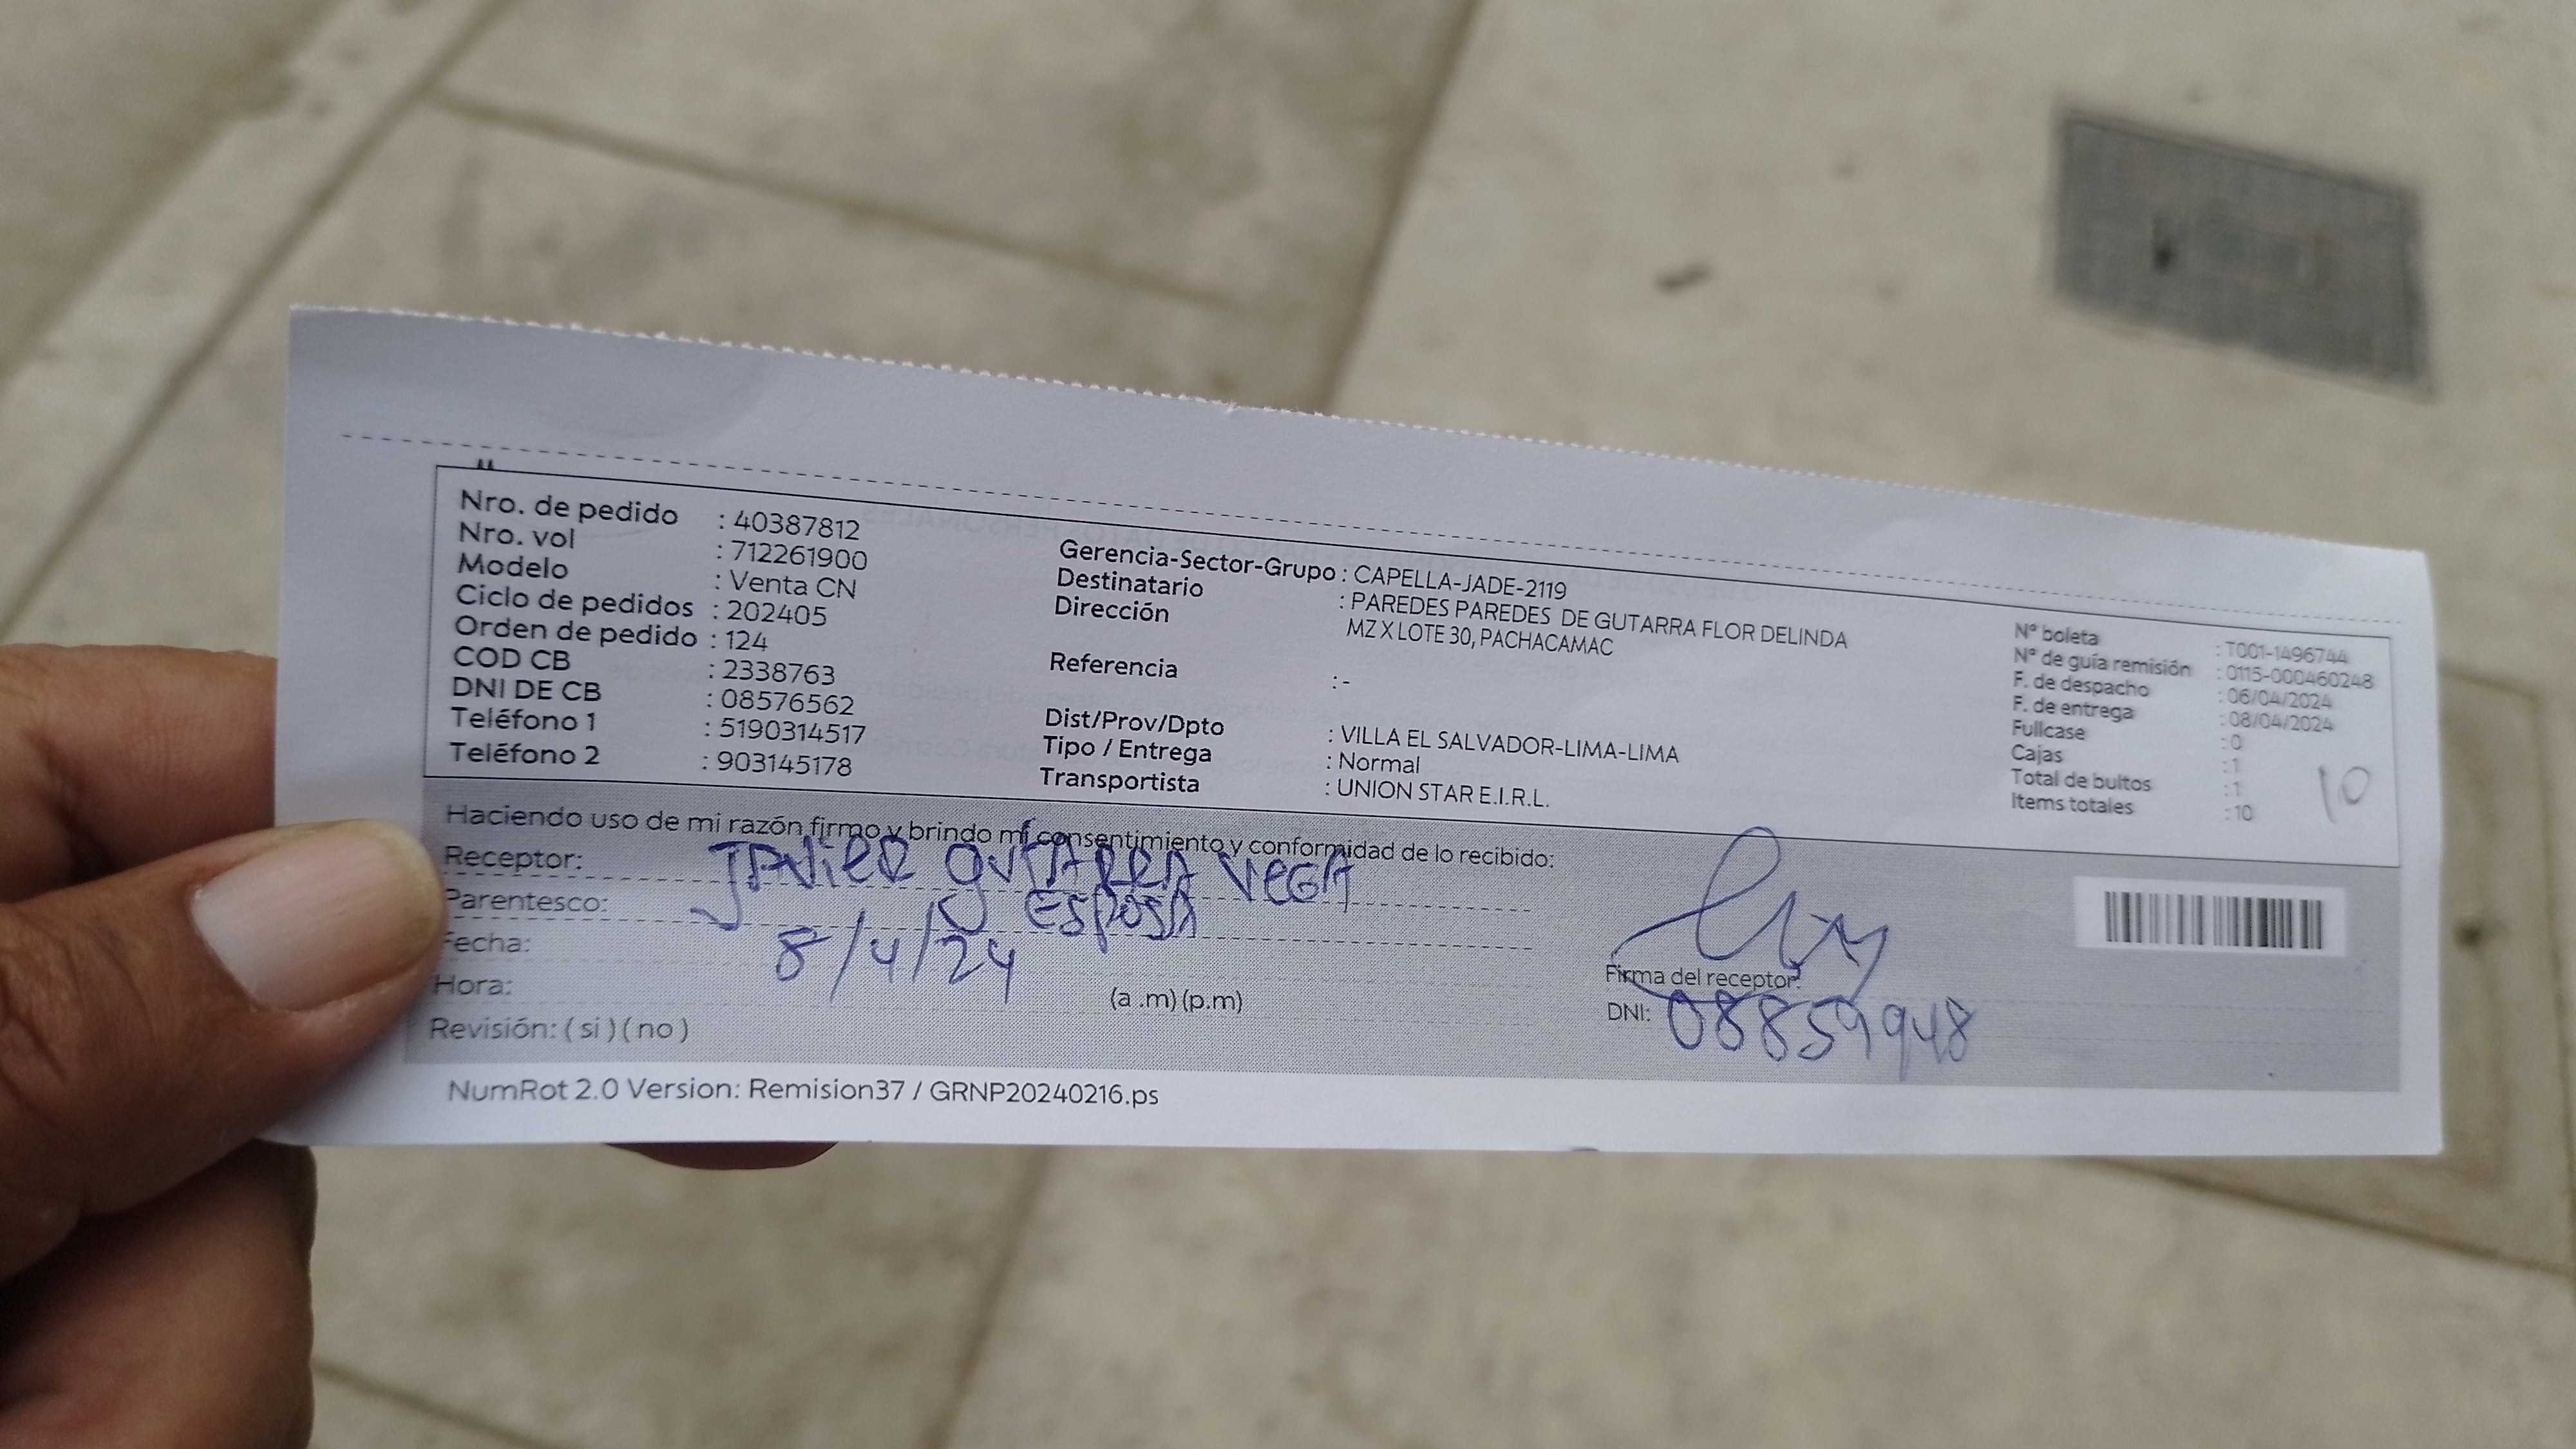 Nro. de pedido : 40387812
Nro. vol : 712261900
Modelo : Venta CN
Ciclo de pedidos : 202405
Orden de pedido : 124
COD CB : 2338763
DNI DE CB : 08576562
Teléfono 1 : 5190314517
Teléfono 2 : 903145178
Gerencia-Sector-Grupo : CAPELLA-JADE-2119
Destinatario : PAREDES PAREDES DE GUTARRA FLOR DELINDA
Dirección MZ X LOTE 30, PACHACAMAC
Referencia : -
Dist/Prov/Dpto : VILLA EL SALVADOR-LIMA-LIMA
Tipo / Entrega : Normal
Transportista : UNION STAR E.I.R.L.
N° boleta : T001-1496744
N° de guía remisión : 0115-000460248
F. de despacho : 06/04/2024
F. de entrega : 08/04/2024
Fullcase : 0
Cajas : 1
Total de bultos : 1
Items totales : 10
10
Haciendo uso de mi razón firmo y brindo mi consentimiento y conformidad de lo recibido:
Receptor: JAVIER GUTARRA VEGA
Parentesco: ESPOSA
Fecha: 8/4/24
Hora: (a .m) (p.m)
Revisión: ( si ) ( no )
Firma del receptor:
DNI: 08859948
NumRot 2.0 Version: Remision37 / GRNP20240216.ps